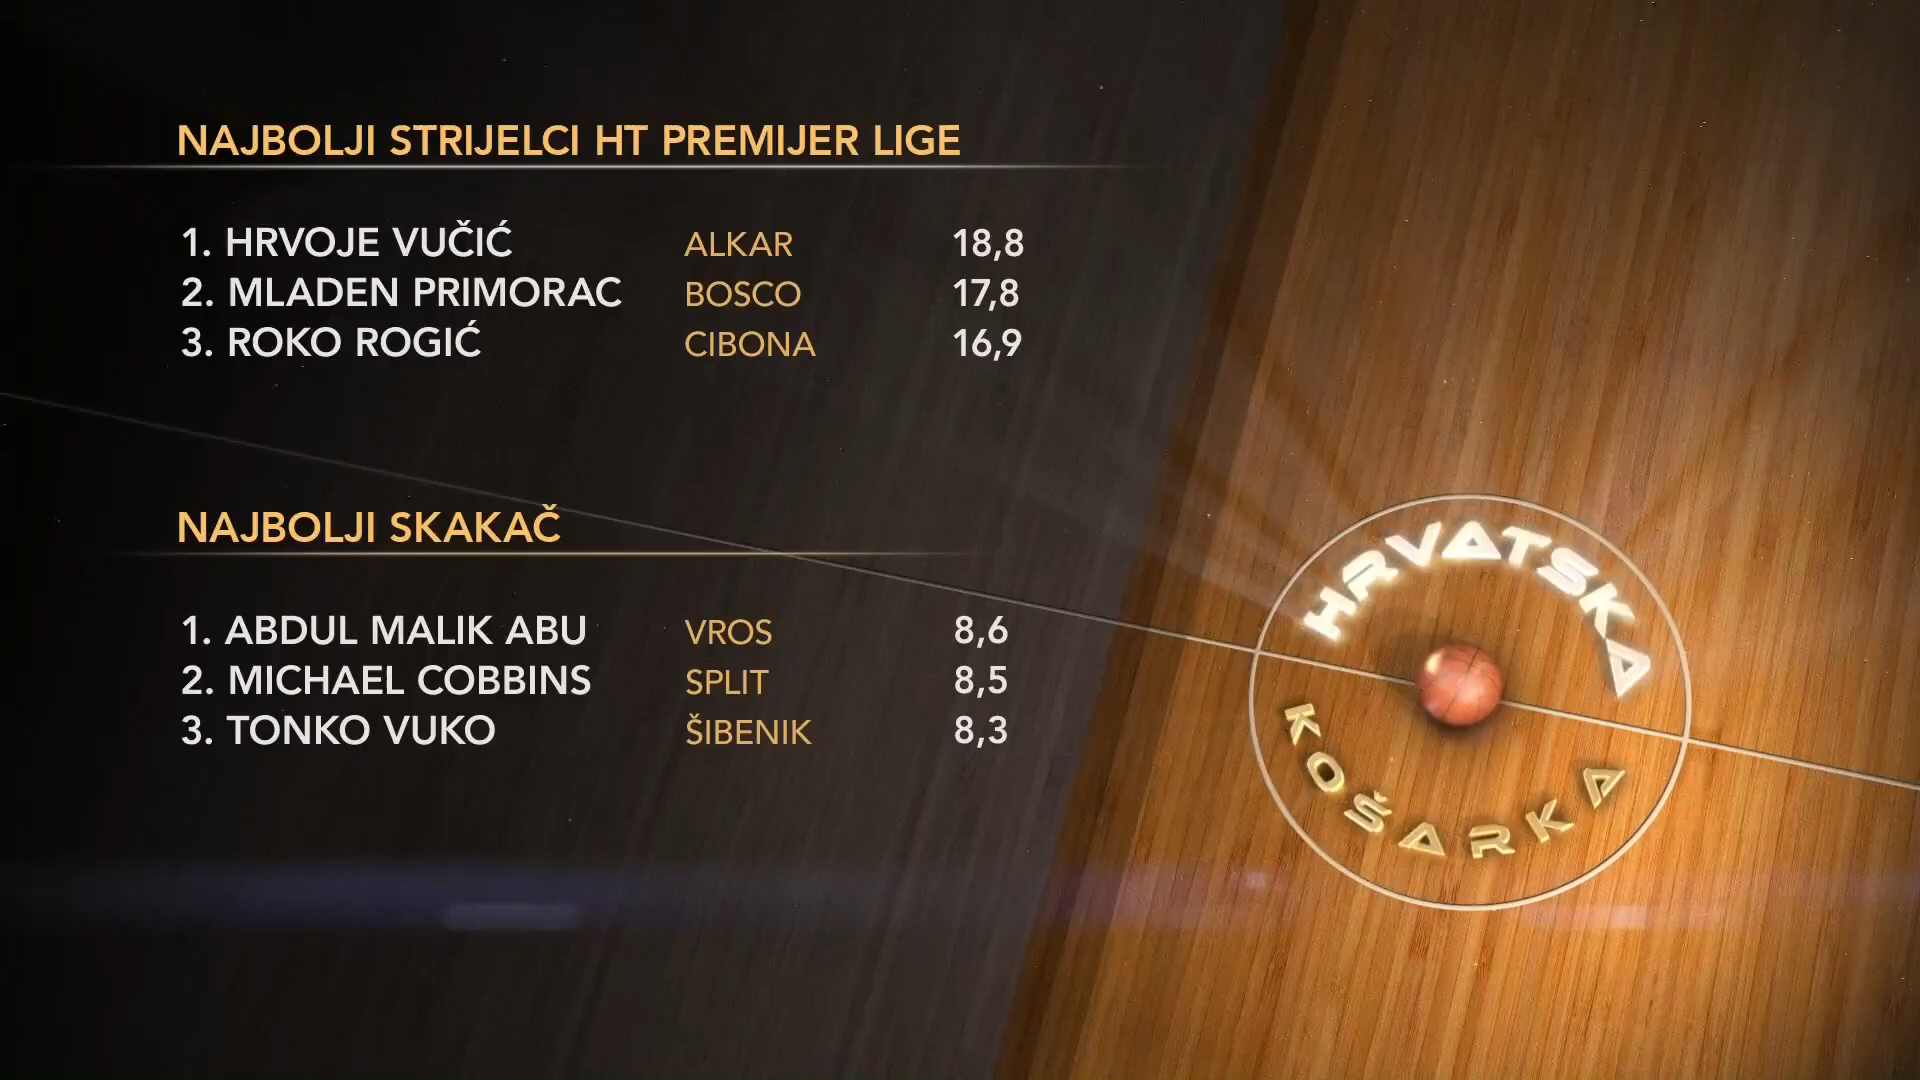 NAJBOLJI STRIJELCI HT PREMIJER LIGE
1. HRVOJE VUČIĆ ALKAR 18,8
2. MLADEN PRIMORAC BOSCO 17,8
3. ROKO ROGIĆ CIBONA 16,9
NAJBOLJI SKAKAČ
1. ABDUL MALIK ABU VROS 8,6
2. MICHAEL COBBINS SPLIT 8,5
3. TONKO VUKO ŠIBENIK 8,3
HRVATSKA
KOŠARKA